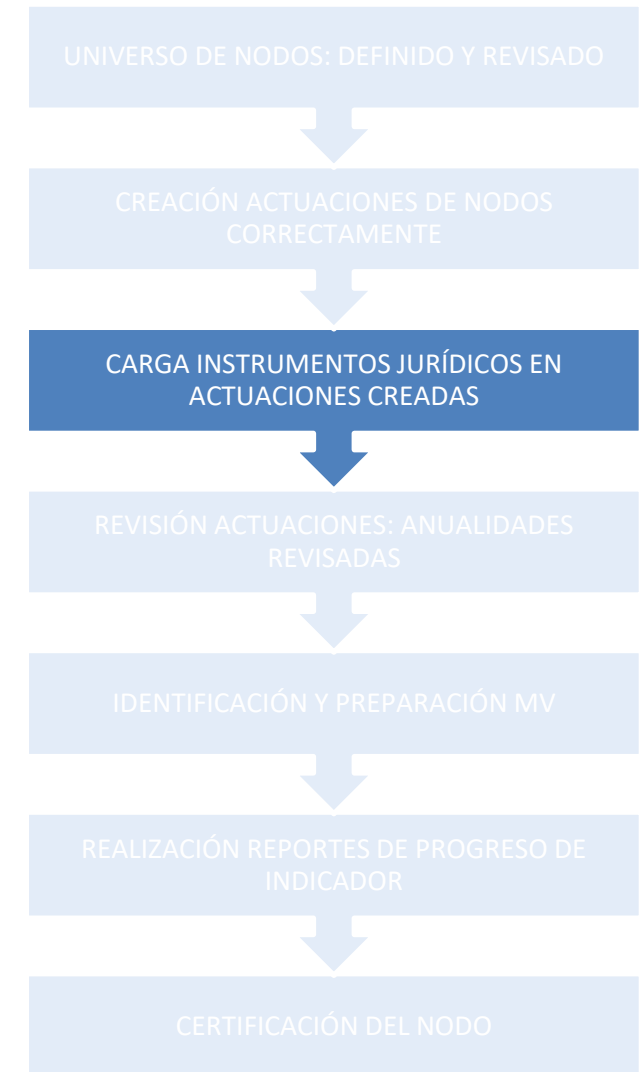 UNIVERSO DE NODOS: DEFINIDO Y REVISADO
CREACIÓN ACTUACIONES DE NODOS
CORRECTAMENTE
CARGA INSTRUMENTOS JURÍDICOS EN
ACTUACIONES CREADAS
REVISIÓN ACTUACIONES: ANUALIDADES
REVISADAS
IDENTIFICACIÓN Y PREPARACIÓN MV
REALIZACIÓN REPORTES DE PROGRESO DE
INDICADOR
CERTIFICACIÓN DEL NODO